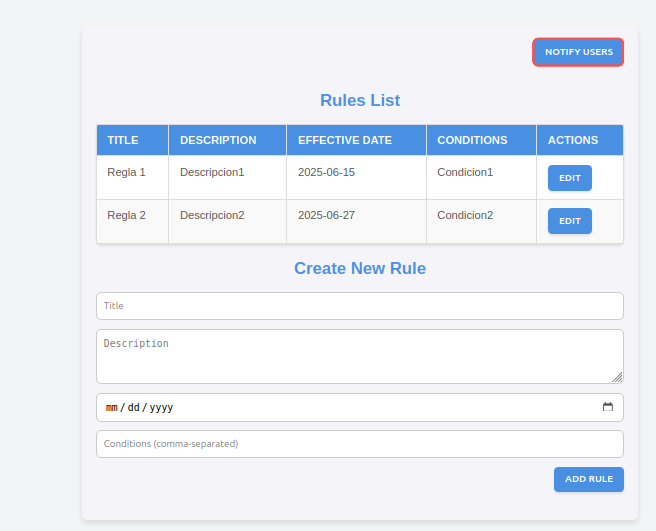 NOTIFY USERS
Rules List
TITLE DESCRIPTION EFFECTIVE DATE CONDITIONS ACTIONS
Regla 1 Descripcion1 2025-06-15 Condicion1 EDIT
Regla 2 Descripcion2 2025-06-27 Condicion2 EDIT
Create New Rule
Title
Description
mm/dd/yyyy
Conditions (comma-separated)
ADD RULE